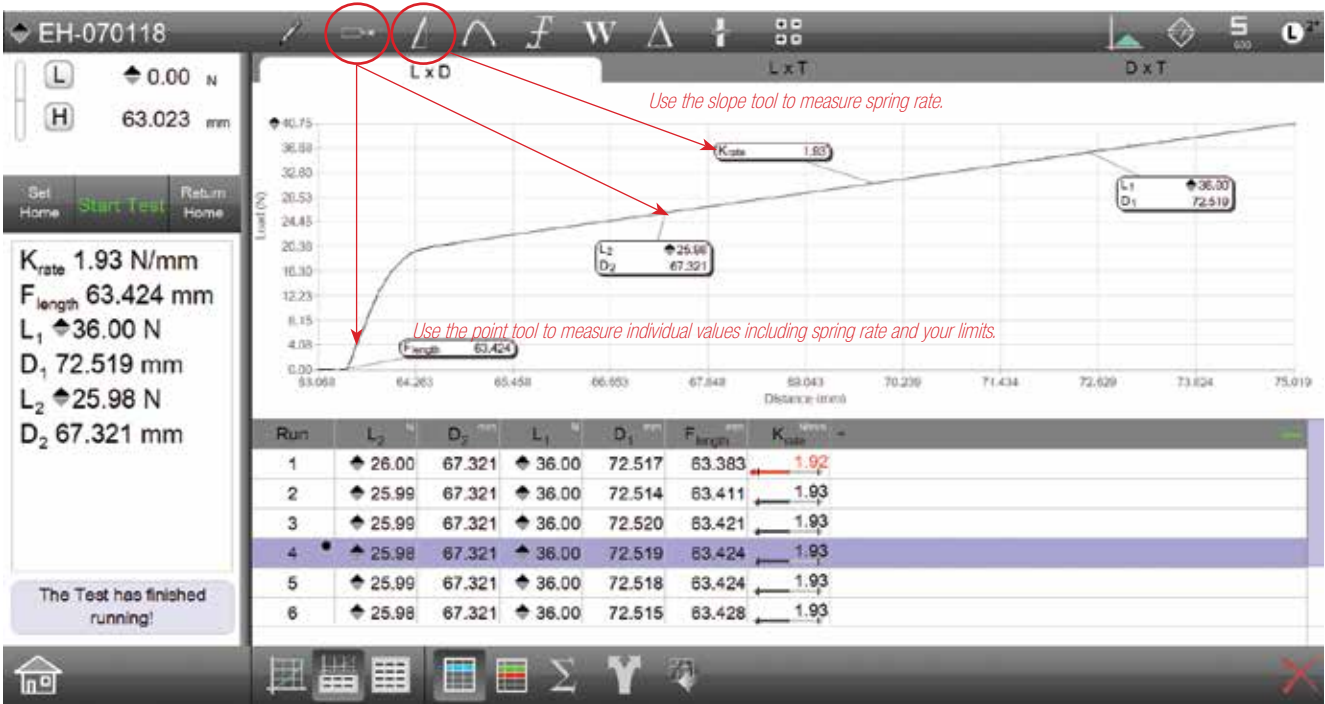 EH-070118
W
S
600
L 2+
L 0.00 N
H 63.023 mm
L x D L x T D x T
Use the slope tool to measure spring rate.
Set Home
Start Test
Return Home
40.75
36.68
32.60
28.53
24.45
20.38
16.30
12.23
8.15
4.08
0.00
Load (N)
Krate 1.93
L1 36.00
D1 72.519
L2 25.98
D2 67.321
Use the point tool to measure individual values including spring rate and your limits.
Flength 63.424
63.068 64.263 65.458 66.653 67.848 69.043 70.239 71.434 72.629 73.824 75.019
Distance (mm)
Krate 1.93 N/mm
Flength 63.424 mm
L1 36.00 N
D1 72.519 mm
L2 25.98 N
D2 67.321 mm
The Test has finished
running!
Run L2 N D2 mm L1 N D1 mm Flength mm Krate N/mm
1 26.00 67.321 36.00 72.517 63.383 1.92
2 25.99 67.321 36.00 72.514 63.411 1.93
3 25.99 67.321 36.00 72.520 63.421 1.93
4 25.98 67.321 36.00 72.519 63.424 1.93
5 25.99 67.321 36.00 72.518 63.424 1.93
6 25.98 67.321 36.00 72.515 63.428 1.93